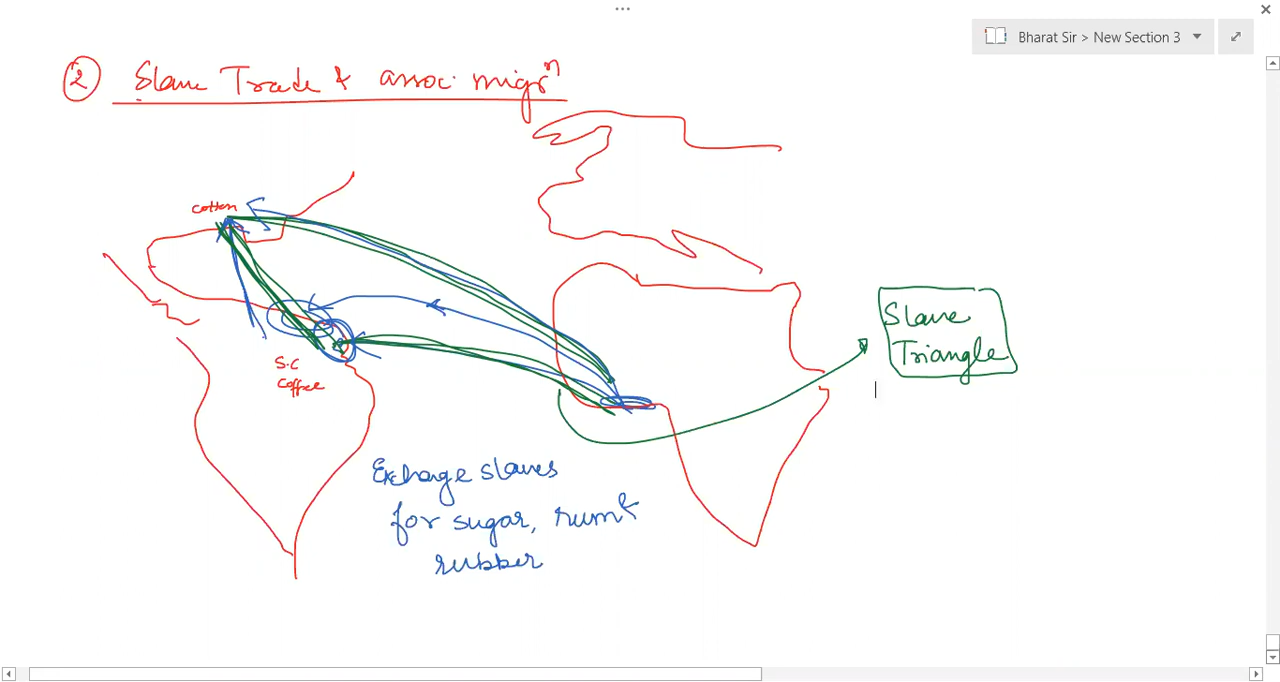 Bharat Sir > New Section 3
② Slave Trade & assoc. migrⁿ
Cotton
S.C
Coffee
Slave
Triangle
Exchange slaves
for sugar, rum &
rubber